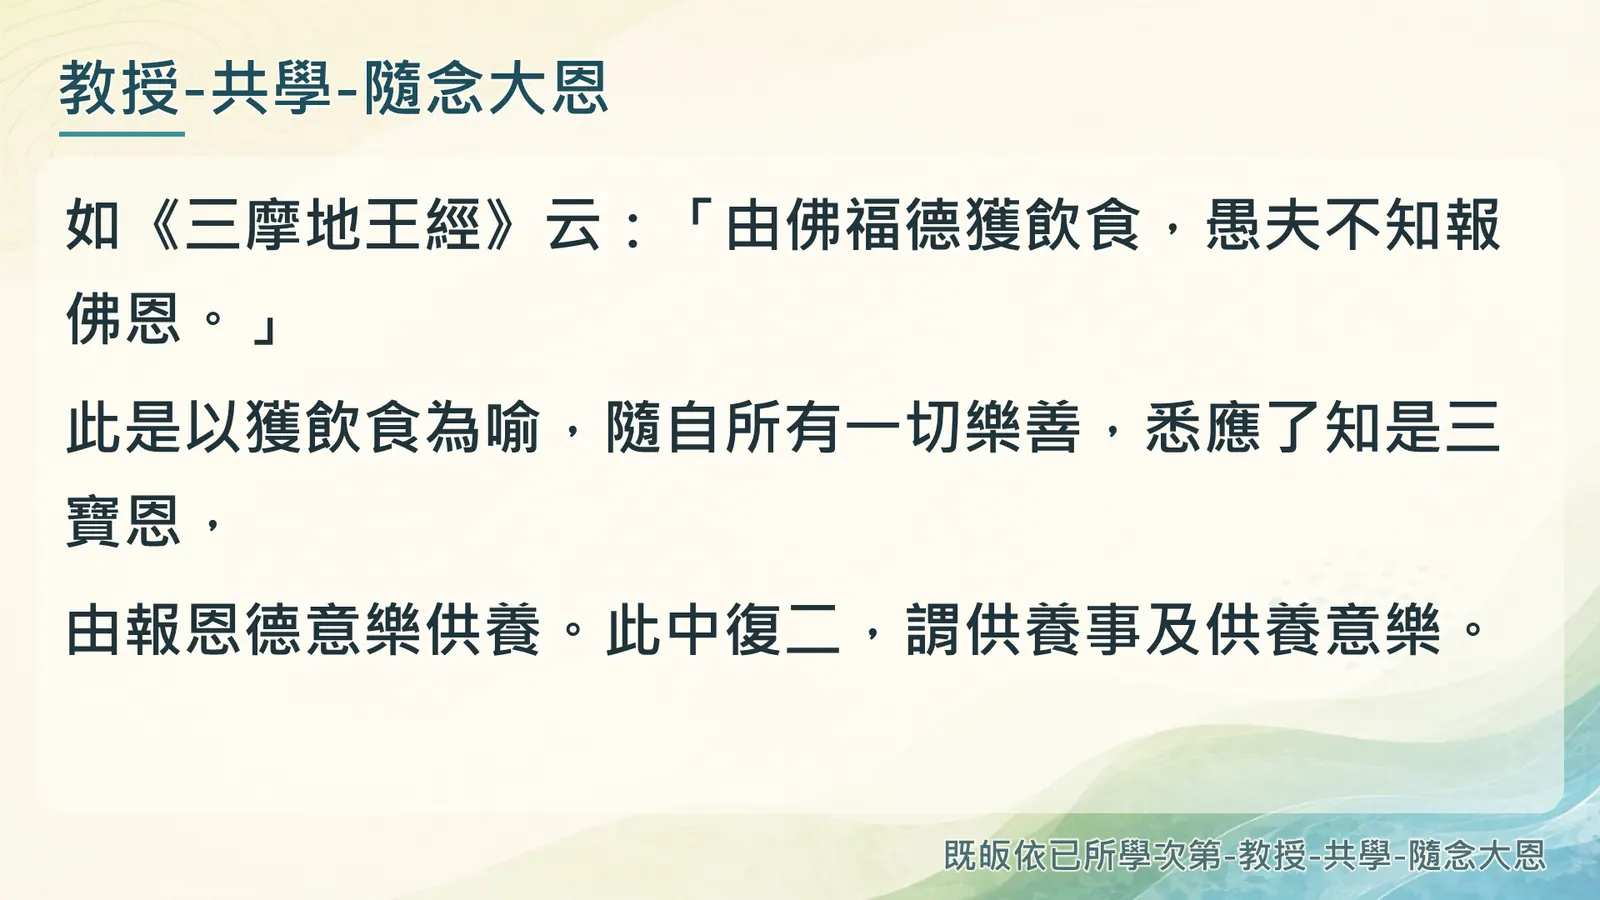 教授-共學-隨念大恩
如《三摩地王經》云：「由佛福德獲飲食，愚夫不知報
佛恩。」
此是以獲飲食為喻，隨自所有一切樂善，悉應了知是三
寶恩，
由報恩德意樂供養。此中復二，謂供養事及供養意樂。
既皈依已所學次第-教授-共學-隨念大恩